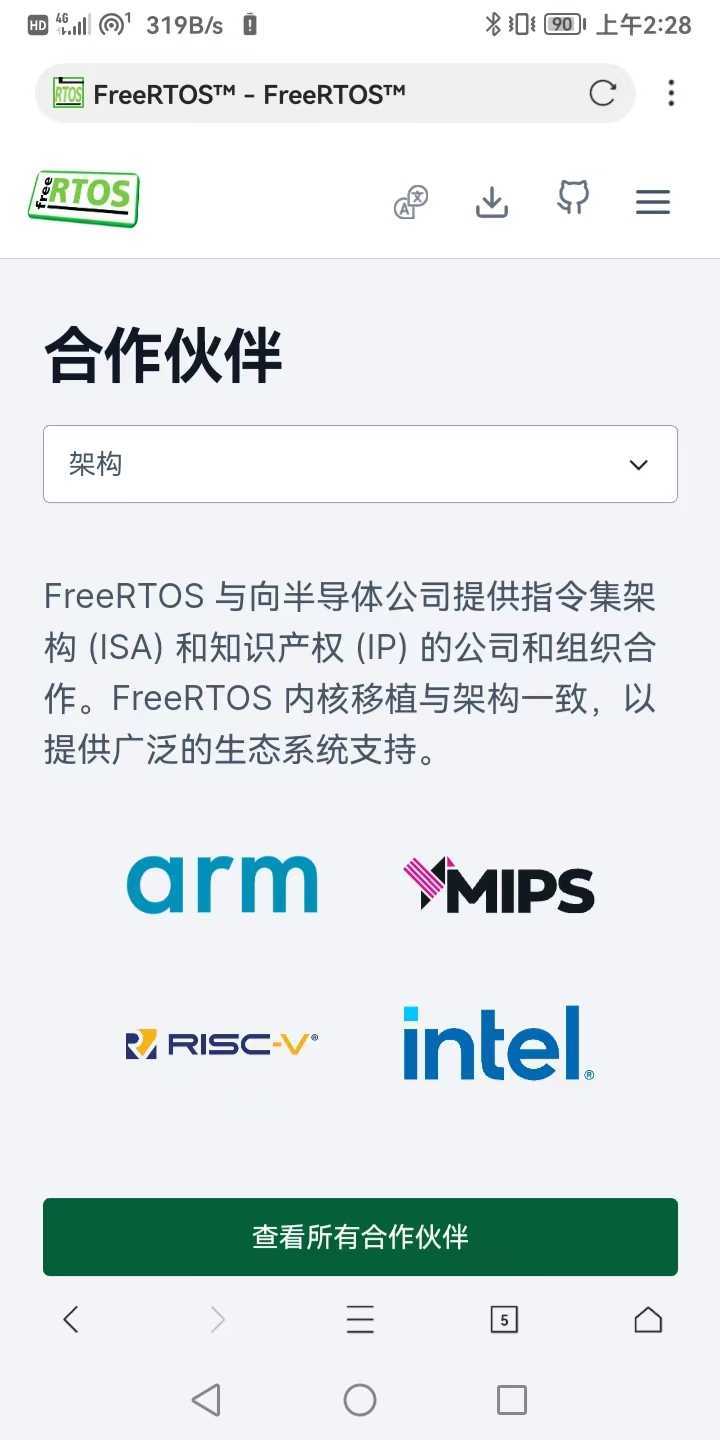 HD 4G 1 319B/s 90 上午2:28
RTOS FreeRTOS™ - FreeRTOS™
free RTOS A 文
合作伙伴
架构
FreeRTOS 与向半导体公司提供指令集架
构 (ISA) 和知识产权 (IP) 的公司和组织合
作。FreeRTOS 内核移植与架构一致，以
提供广泛的生态系统支持。
arm MIPS
RISC-V® intel®
查看所有合作伙伴
5